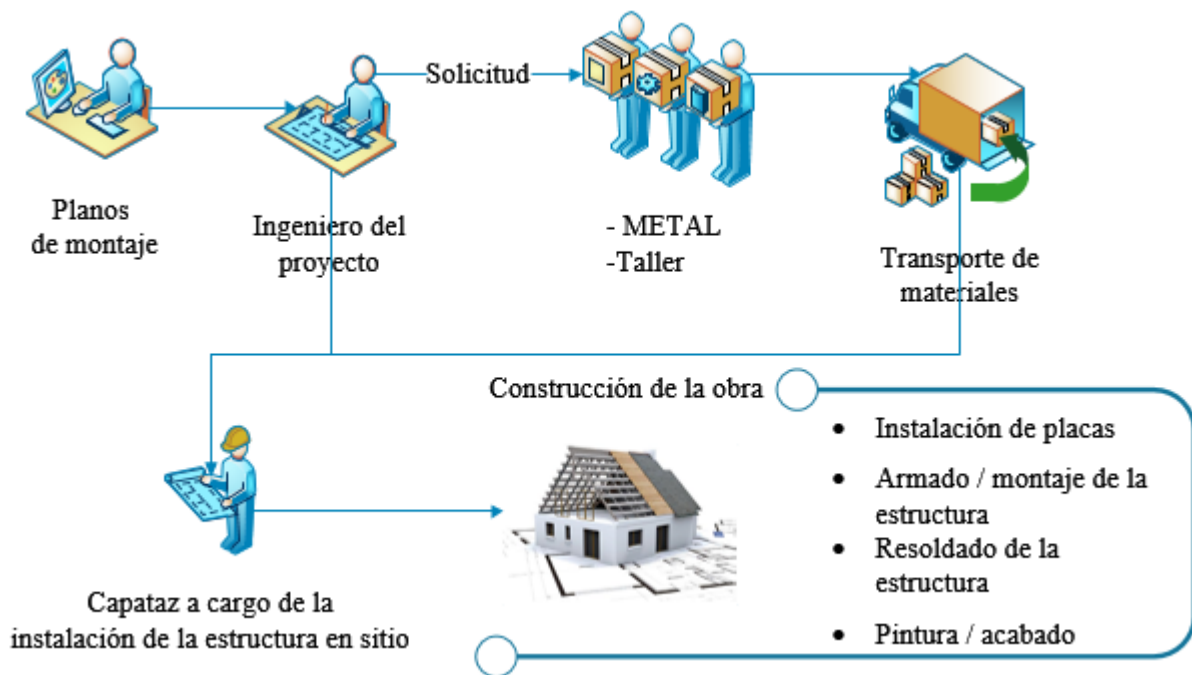 Solicitud
Planos
de montaje
Ingeniero del
proyecto
- METAL
-Taller
Transporte de
materiales
Construcción de la obra
• Instalación de placas
• Armado / montaje de la
estructura
• Resoldado de la
estructura
• Pintura / acabado
Capataz a cargo de la
instalación de la estructura en sitio